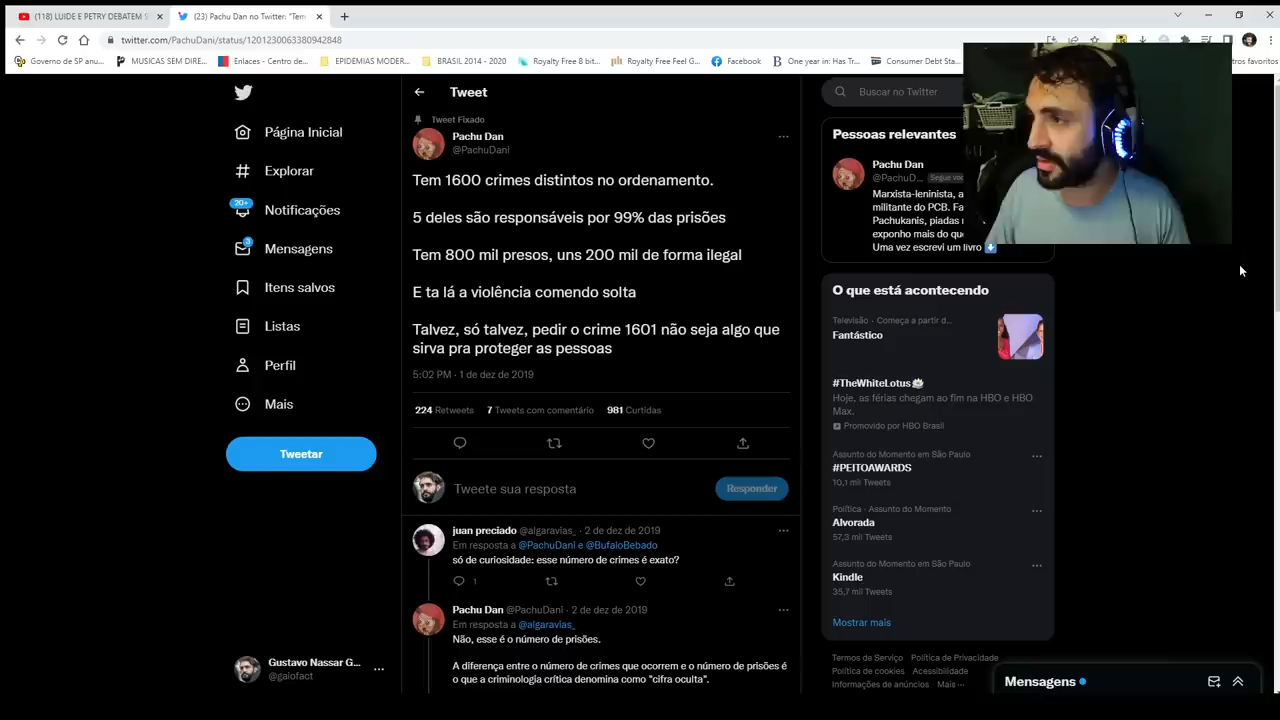 (118) LUIDE E PETRY DEBATEM S
(23) Pachu Dan no Twitter: "Tem
twitter.com/PachuDani/status/1201230063380942848
Governo de SP anu...
MUSICAS SEM DIRE...
Enlaces - Centro de...
EPIDEMIAS MODER...
BRASIL 2014 - 2020
Royalty Free 8 bit...
Royalty Free Feel G...
Facebook
One year in: Has Tr...
Consumer Debt Sta...
tros favoritos
Página Inicial
Explorar
20+
Notificações
3
Mensagens
Itens salvos
Listas
Perfil
Mais
Tweetar
Gustavo Nassar G...
@gaiofact
Tweet
Tweet Fixado
Pachu Dan
@PachuDani
Tem 1600 crimes distintos no ordenamento.
5 deles são responsáveis por 99% das prisões
Tem 800 mil presos, uns 200 mil de forma ilegal
E ta lá a violência comendo solta
Talvez, só talvez, pedir o crime 1601 não seja algo que
sirva pra proteger as pessoas
5:02 PM · 1 de dez de 2019
224 Retweets 7 Tweets com comentário 981 Curtidas
Tweete sua resposta
Responder
juan preciado @algaravias_ · 2 de dez de 2019
Em resposta a @PachuDani e @BufaloBebado
só de curiosidade: esse número de crimes é exato?
1
Pachu Dan @PachuDani · 2 de dez de 2019
Em resposta a @algaravias_
Não, esse é o número de prisões.
A diferença entre o número de crimes que ocorrem e o número de prisões é
o que a criminologia crítica denomina como "cifra oculta".
Buscar no Twitter
Pessoas relevantes
Pachu Dan
@PachuD... Segue voc
Marxista-leninista, a
militante do PCB. Fa
Pachukanis, piadas
exponho mais do qu
Uma vez escrevi um livro
O que está acontecendo
Televisão · Começa a partir d...
Fantástico
#TheWhiteLotus
Hoje, as férias chegam ao fim na HBO e HBO
Max.
Promovido por HBO Brasil
Assunto do Momento em São Paulo
#PEITOAWARDS
10,1 mil Tweets
Política · Assunto do Momento
Alvorada
57,3 mil Tweets
Assunto do Momento em São Paulo
Kindle
35,7 mil Tweets
Mostrar mais
Termos de Serviço Política de Privacidade
Política de cookies Acessibilidade
Informações de anúncios Mais ···
Mensagens